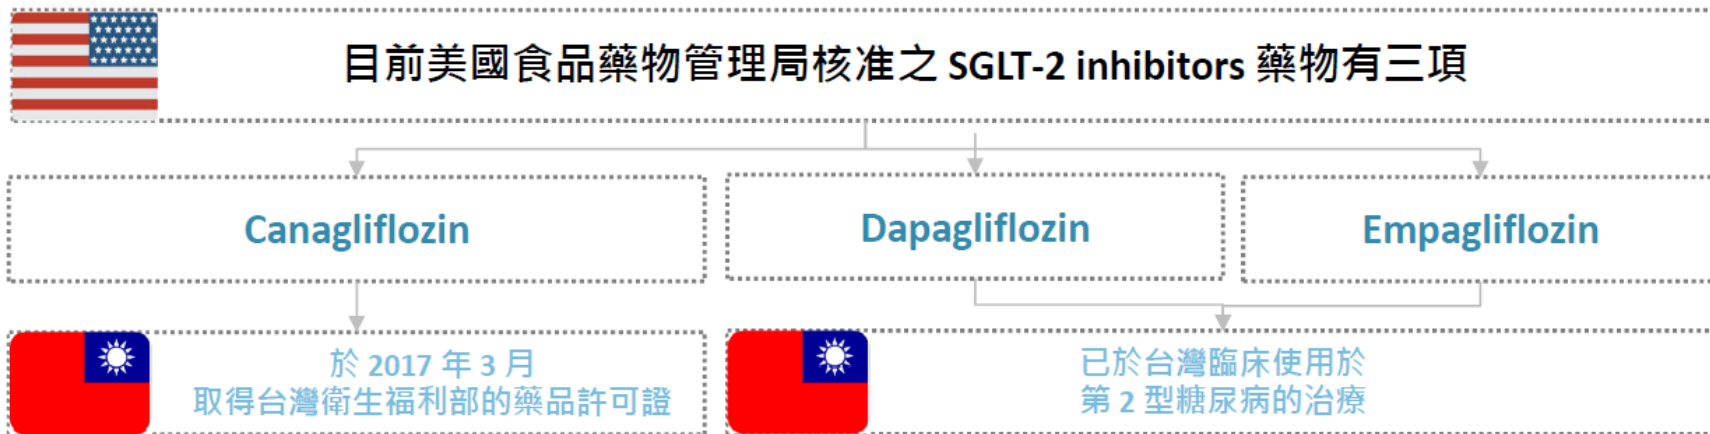 目前美國食品藥物管理局核准之 SGLT-2 inhibitors 藥物有三項
Canagliflozin
Dapagliflozin
Empagliflozin
於 2017 年 3 月
取得台灣衛生福利部的藥品許可證
已於台灣臨床使用於
第 2 型糖尿病的治療